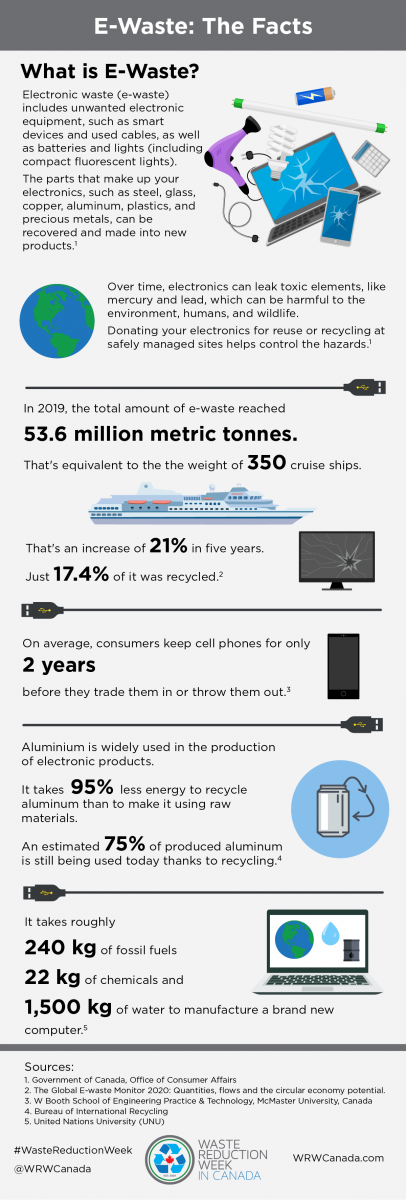 E-Waste: The Facts
What is E-Waste?
Electronic waste (e-waste)
includes unwanted electronic
equipment, such as smart
devices and used cables, as well
as batteries and lights (including
compact fluorescent lights).
The parts that make up your
electronics, such as steel, glass,
copper, aluminum, plastics, and
precious metals, can be
recovered and made into new
products.1
Over time, electronics can leak toxic elements, like
mercury and lead, which can be harmful to the
environment, humans, and wildlife.
Donating your electronics for reuse or recycling at
safely managed sites helps control the hazards.1
In 2019, the total amount of e-waste reached
53.6 million metric tonnes.
That's equivalent to the the weight of 350 cruise ships.
That's an increase of 21% in five years.
Just 17.4% of it was recycled.2
On average, consumers keep cell phones for only
2 years
before they trade them in or throw them out.3
Aluminium is widely used in the production
of electronic products.
It takes 95% less energy to recycle
aluminum than to make it using raw
materials.
An estimated 75% of produced aluminum
is still being used today thanks to recycling.4
It takes roughly
240 kg of fossil fuels
22 kg of chemicals and
1,500 kg of water to manufacture a brand new
computer.5
Sources:
1. Government of Canada, Office of Consumer Affairs
2. The Global E-waste Monitor 2020: Quantities, flows and the circular economy potential.
3. W Booth School of Engineering Practice & Technology, McMaster University, Canada
4. Bureau of International Recycling
5. United Nations University (UNU)
#WasteReductionWeek
@WRWCanada
WASTE
REDUCTION
WEEK
IN CANADA
WRWCanada.com